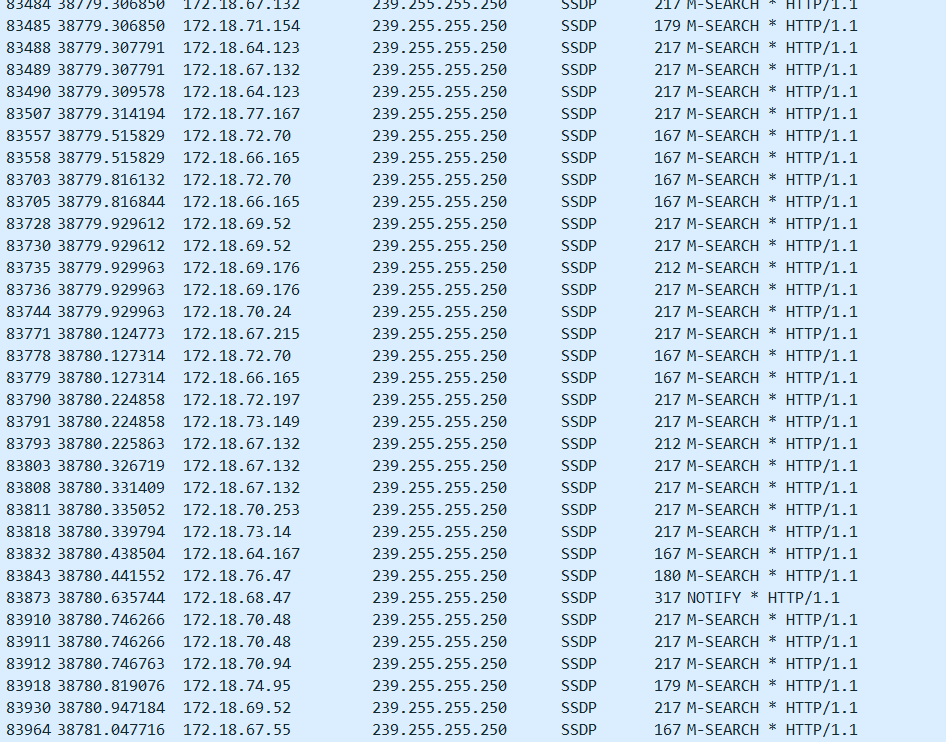 83484 38779.306850 172.18.67.132 239.255.255.250 SSDP 217 M-SEARCH * HTTP/1.1
83485 38779.306850 172.18.71.154 239.255.255.250 SSDP 179 M-SEARCH * HTTP/1.1
83488 38779.307791 172.18.64.123 239.255.255.250 SSDP 217 M-SEARCH * HTTP/1.1
83489 38779.307791 172.18.67.132 239.255.255.250 SSDP 217 M-SEARCH * HTTP/1.1
83490 38779.309578 172.18.64.123 239.255.255.250 SSDP 217 M-SEARCH * HTTP/1.1
83507 38779.314194 172.18.77.167 239.255.255.250 SSDP 217 M-SEARCH * HTTP/1.1
83557 38779.515829 172.18.72.70 239.255.255.250 SSDP 167 M-SEARCH * HTTP/1.1
83558 38779.515829 172.18.66.165 239.255.255.250 SSDP 167 M-SEARCH * HTTP/1.1
83703 38779.816132 172.18.72.70 239.255.255.250 SSDP 167 M-SEARCH * HTTP/1.1
83705 38779.816844 172.18.66.165 239.255.255.250 SSDP 167 M-SEARCH * HTTP/1.1
83728 38779.929612 172.18.69.52 239.255.255.250 SSDP 217 M-SEARCH * HTTP/1.1
83730 38779.929612 172.18.69.52 239.255.255.250 SSDP 217 M-SEARCH * HTTP/1.1
83735 38779.929963 172.18.69.176 239.255.255.250 SSDP 212 M-SEARCH * HTTP/1.1
83736 38779.929963 172.18.69.176 239.255.255.250 SSDP 217 M-SEARCH * HTTP/1.1
83744 38779.929963 172.18.70.24 239.255.255.250 SSDP 217 M-SEARCH * HTTP/1.1
83771 38780.124773 172.18.67.215 239.255.255.250 SSDP 217 M-SEARCH * HTTP/1.1
83778 38780.127314 172.18.72.70 239.255.255.250 SSDP 167 M-SEARCH * HTTP/1.1
83779 38780.127314 172.18.66.165 239.255.255.250 SSDP 167 M-SEARCH * HTTP/1.1
83790 38780.224858 172.18.72.197 239.255.255.250 SSDP 217 M-SEARCH * HTTP/1.1
83791 38780.224858 172.18.73.149 239.255.255.250 SSDP 217 M-SEARCH * HTTP/1.1
83793 38780.225863 172.18.67.132 239.255.255.250 SSDP 212 M-SEARCH * HTTP/1.1
83803 38780.326719 172.18.67.132 239.255.255.250 SSDP 217 M-SEARCH * HTTP/1.1
83808 38780.331409 172.18.67.132 239.255.255.250 SSDP 217 M-SEARCH * HTTP/1.1
83811 38780.335052 172.18.70.253 239.255.255.250 SSDP 217 M-SEARCH * HTTP/1.1
83818 38780.339794 172.18.73.14 239.255.255.250 SSDP 217 M-SEARCH * HTTP/1.1
83832 38780.438504 172.18.64.167 239.255.255.250 SSDP 167 M-SEARCH * HTTP/1.1
83843 38780.441552 172.18.76.47 239.255.255.250 SSDP 180 M-SEARCH * HTTP/1.1
83873 38780.635744 172.18.68.47 239.255.255.250 SSDP 317 NOTIFY * HTTP/1.1
83910 38780.746266 172.18.70.48 239.255.255.250 SSDP 217 M-SEARCH * HTTP/1.1
83911 38780.746266 172.18.70.48 239.255.255.250 SSDP 217 M-SEARCH * HTTP/1.1
83912 38780.746763 172.18.70.94 239.255.255.250 SSDP 217 M-SEARCH * HTTP/1.1
83918 38780.819076 172.18.74.95 239.255.255.250 SSDP 179 M-SEARCH * HTTP/1.1
83930 38780.947184 172.18.69.52 239.255.255.250 SSDP 217 M-SEARCH * HTTP/1.1
83964 38781.047716 172.18.67.55 239.255.255.250 SSDP 167 M-SEARCH * HTTP/1.1